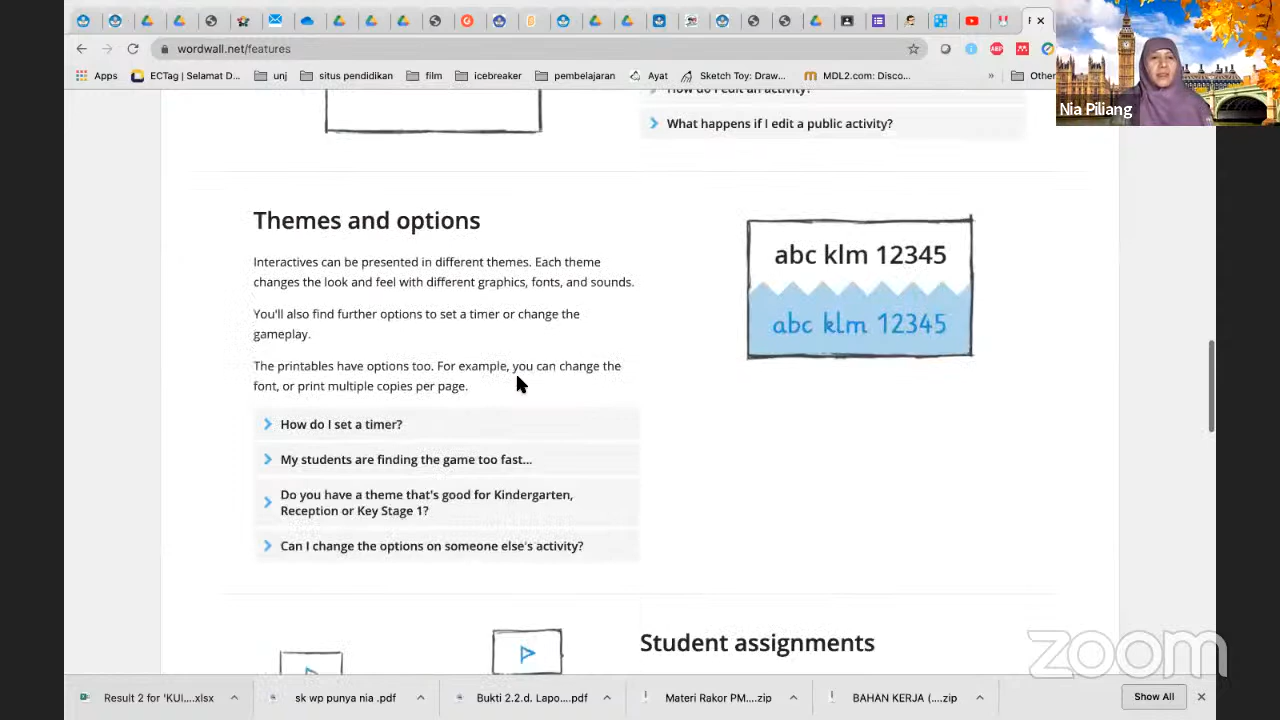 wordwall.net/features
Apps
ECTag | Selamat D...
unj
situs pendidikan
film
icebreaker
pembelajaran
Ayat
Sketch Toy: Draw...
MDL2.com: Disco...
»
Other
Nia Piliang
How do I edit an activity?
What happens if I edit a public activity?
Themes and options
Interactives can be presented in different themes. Each theme
changes the look and feel with different graphics, fonts, and sounds.
You'll also find further options to set a timer or change the
gameplay.
The printables have options too. For example, you can change the
font, or print multiple copies per page.
abc klm 12345
abc klm 12345
How do I set a timer?
My students are finding the game too fast...
Do you have a theme that's good for Kindergarten,
Reception or Key Stage 1?
Can I change the options on someone else's activity?
Student assignments
zoom
Result 2 for 'KUI....xlsx
sk wp punya nia .pdf
Bukti 2.2.d. Lapo....pdf
Materi Rakor PM....zip
BAHAN KERJA (....zip
Show All